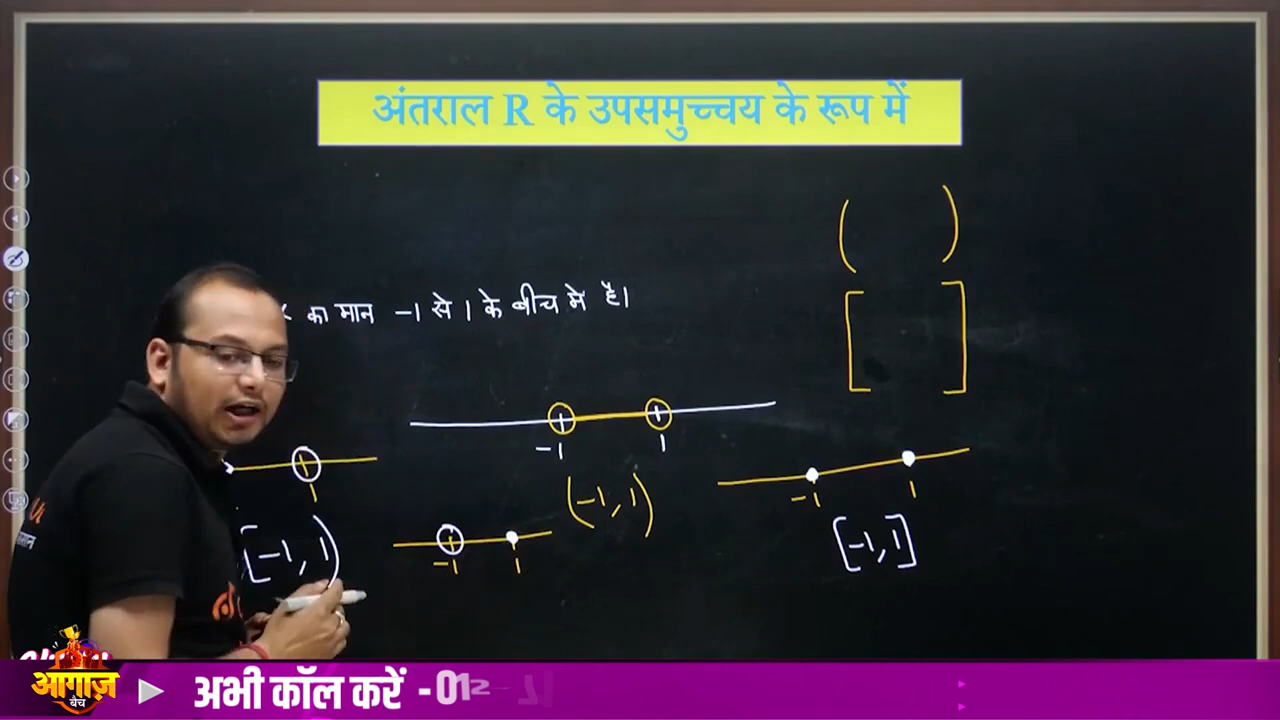 अंतराल R के उपसमुच्चय के रूप में
( )
का मान -1 से 1 के बीच में है।
[ ]
-1 1
1
-1 1
(-1, 1)
[-1, 1)
-1 1
[-1, 1]
आगाज़
बैच
अभी कॉल करें - 012